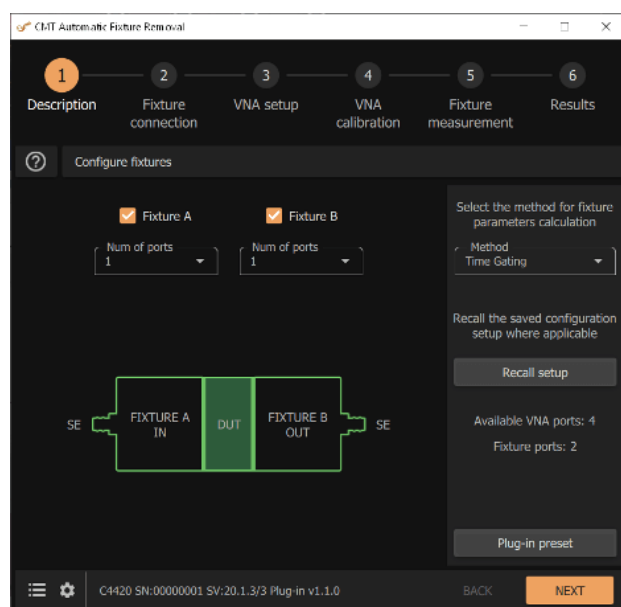 CMT Automatic Fixture Removal
1
2
3
4
5
6
Description
Fixture
connection
VNA setup
VNA
calibration
Fixture
measurement
Results
?
Configure fixtures
Fixture A
Fixture B
Num of ports
1
Num of ports
1
SE
FIXTURE A
IN
DUT
FIXTURE B
OUT
SE
Select the method for fixture
parameters calculation
Method
Time Gating
Recall the saved configuration
setup where applicable
Recall setup
Available VNA ports: 4
Fixture ports: 2
Plug-in preset
C4420 SN:00000001 SV:20.1.3/3 Plug-in v1.1.0
BACK
NEXT